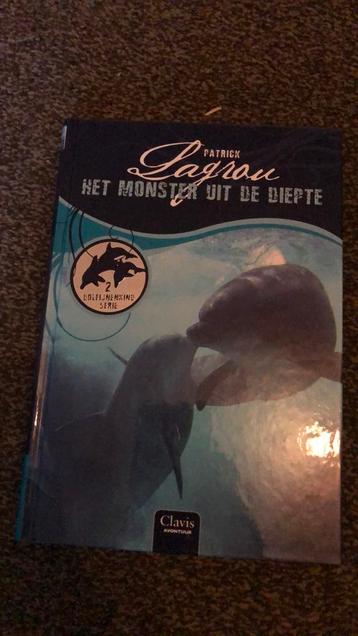 PATRICK
Lagrou
HET MONSTER UIT DE DIEPTE
2
DOLFIJNENKIND
SERIE
Clavis
AVONTUUR